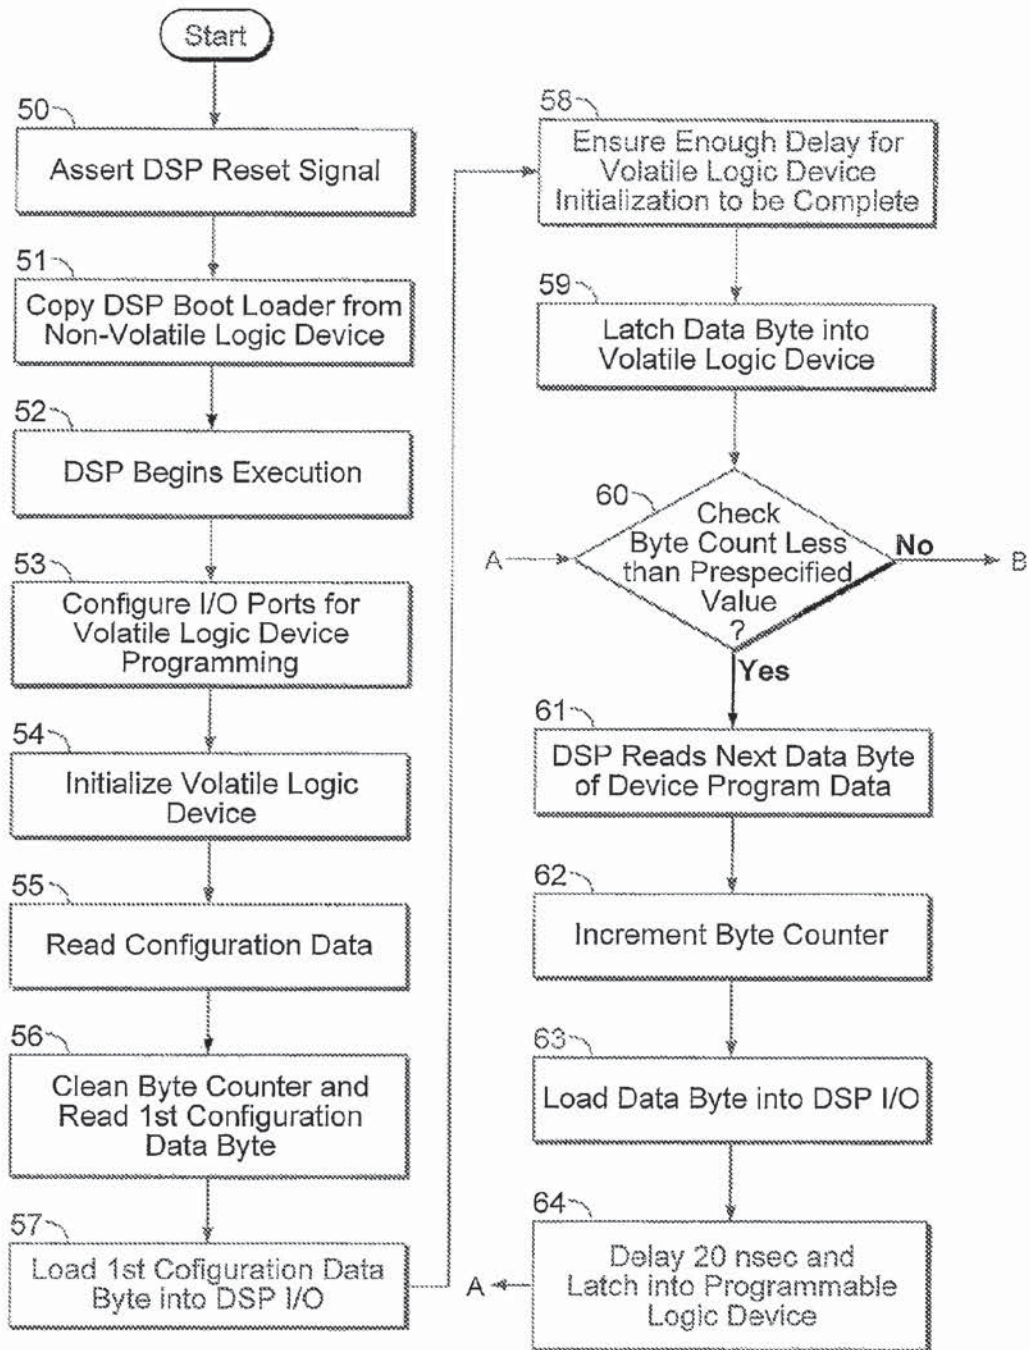 Start
50
Assert DSP Reset Signal
51
Copy DSP Boot Loader from
Non-Volatile Logic Device
52
DSP Begins Execution
53
Configure I/O Ports for
Volatile Logic Device
Programming
54
Initialize Volatile Logic
Device
55
Read Configuration Data
56
Clean Byte Counter and
Read 1st Configuration
Data Byte
57
Load 1st Cofiguration Data
Byte into DSP I/O
58
Ensure Enough Delay for
Volatile Logic Device
Initialization to be Complete
59
Latch Data Byte into
Volatile Logic Device
60
A
Check
Byte Count Less
than Prespecified
Value
?
No
B
Yes
61
DSP Reads Next Data Byte
of Device Program Data
62
Increment Byte Counter
63
Load Data Byte into DSP I/O
64
Delay 20 nsec and
Latch into Programmable
Logic Device
A